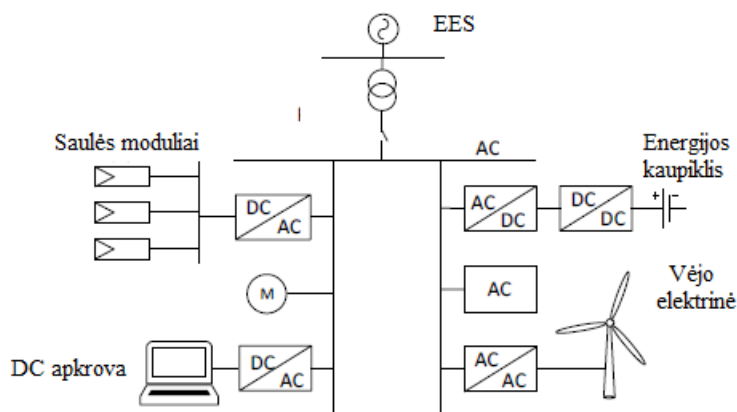 EES
Saulės moduliai
AC
Energijos
kaupiklis
+ -
DC
AC
AC
DC
DC
DC
M
AC
Vėjo
elektrinė
DC apkrova
DC
AC
AC
AC